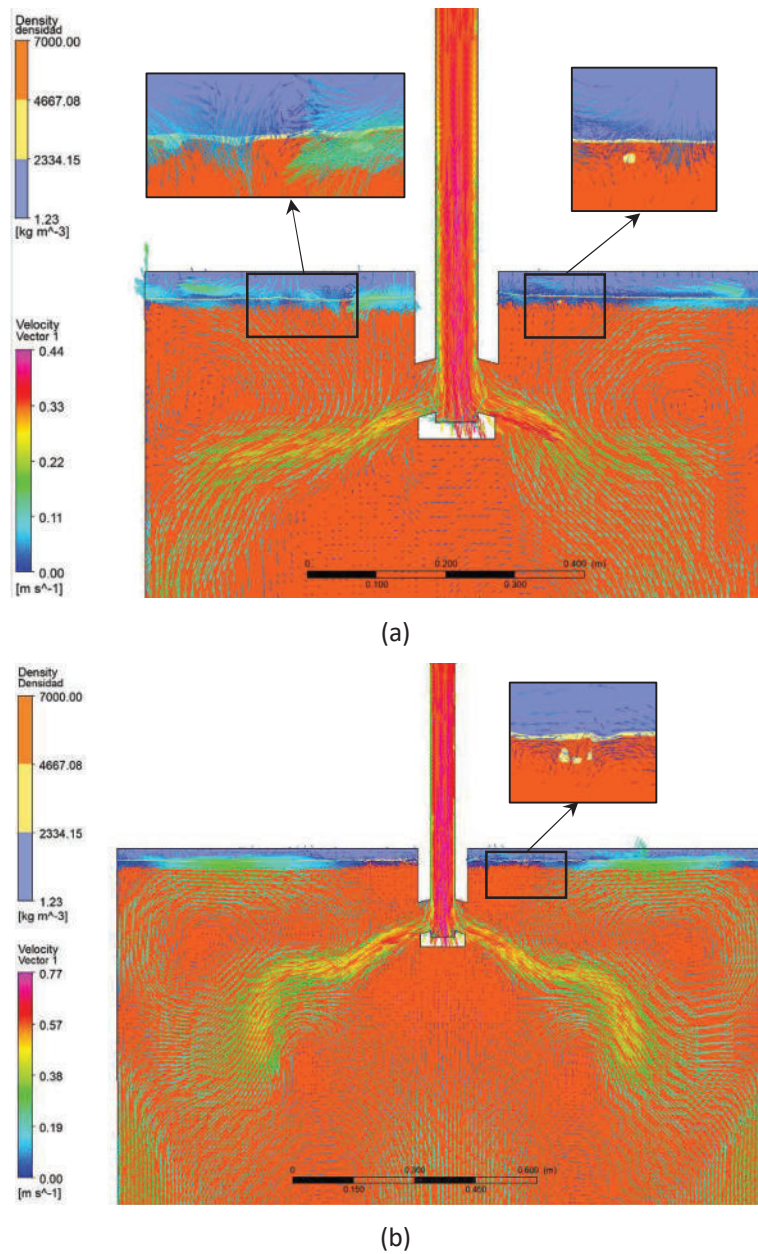 Density
densidad
7000.00
4667.08
2334.15
1.23
[kg m^-3]
Velocity
Vector 1
0.44
0.33
0.22
0.11
0.00
[m s^-1]
0 0.200 0.400 (m)
0.100 0.300
(a)
Density
Densidad
7000.00
4667.08
2334.15
1.23
[kg m^-3]
Velocity
Vector 1
0.77
0.57
0.38
0.19
0.00
[m s^-1]
0 0.300 0.600 (m)
0.150 0.450
(b)